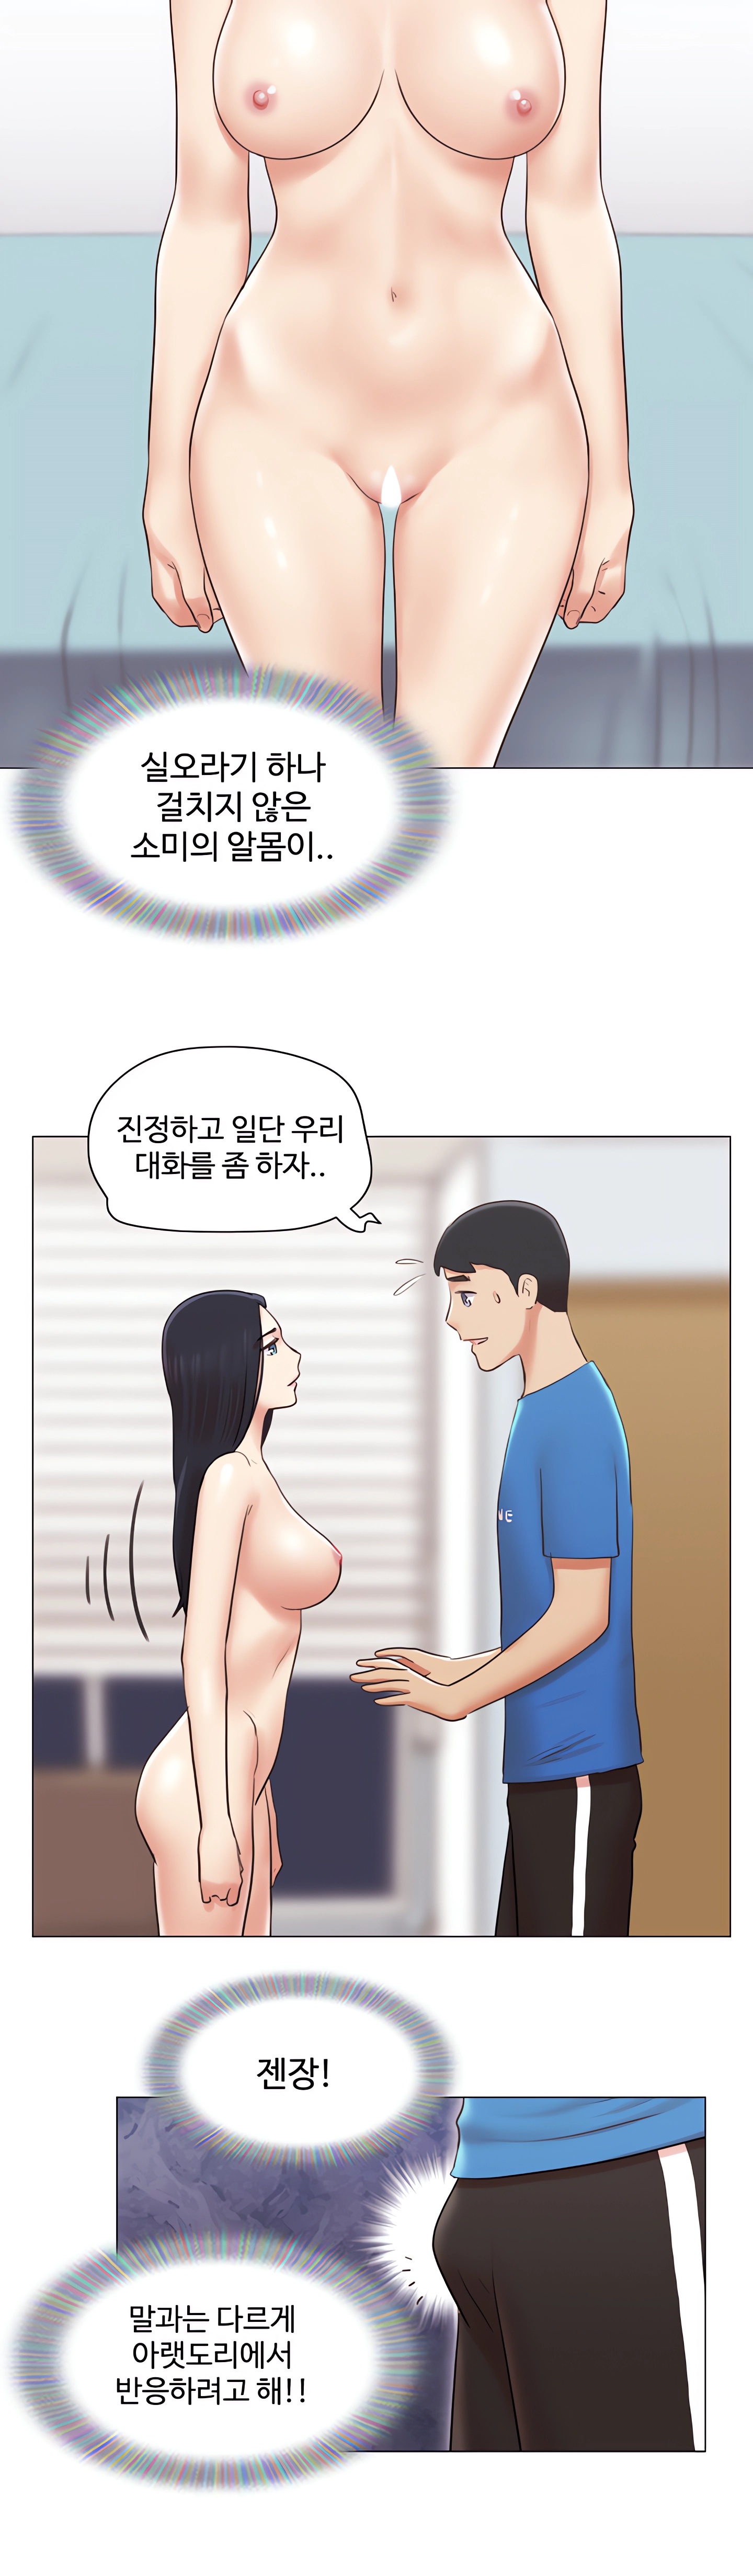 실오라기 하나
걸치지 않은
소미의 알몸이..
진정하고 일단 우리
대화를 좀 하자..
NE
젠장!
말과는 다르게
아랫도리에서
반응하려고 해!!